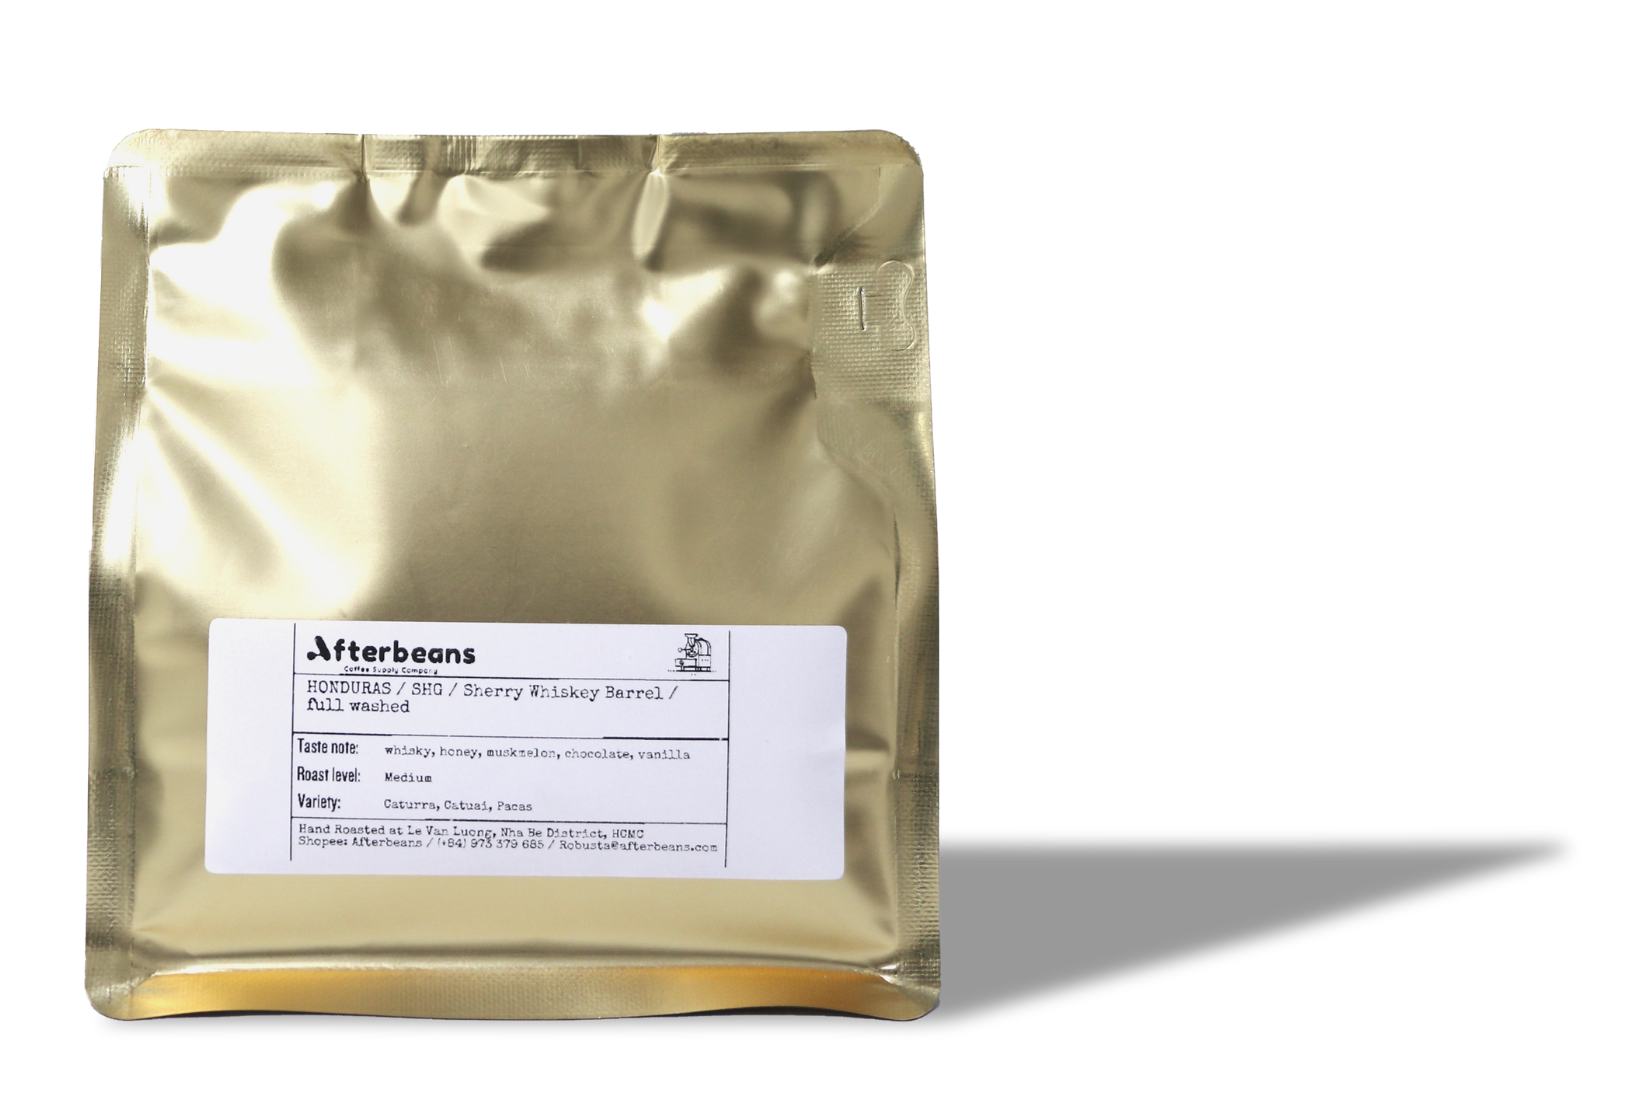 Afterbeans
Coffee Supply Company
HONDURAS / SHG / Sherry Whiskey Barrel /
full washed
Taste note: whisky, honey, muskmelon, chocolate, vanilla
Roast level: Medium
Variety: Caturra, Catuai, Pacas
Hand Roasted at Le Van Luong, Nha Be District, HCMC
Shopee: Afterbeans / (+84) 973 379 685 / Robusta@afterbeans.com